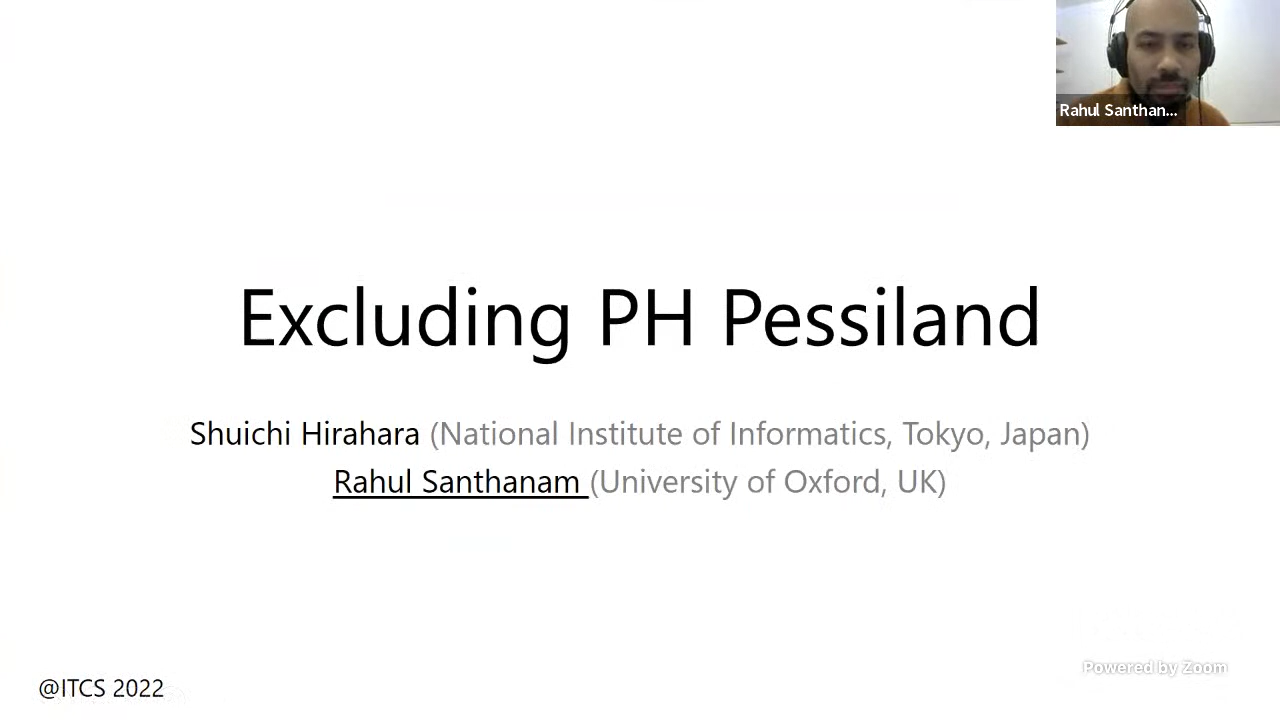 Rahul Santhan...
Excluding PH Pessiland
Shuichi Hirahara (National Institute of Informatics, Tokyo, Japan)
Rahul Santhanam (University of Oxford, UK)
Powered by Zoom
@ITCS 2022